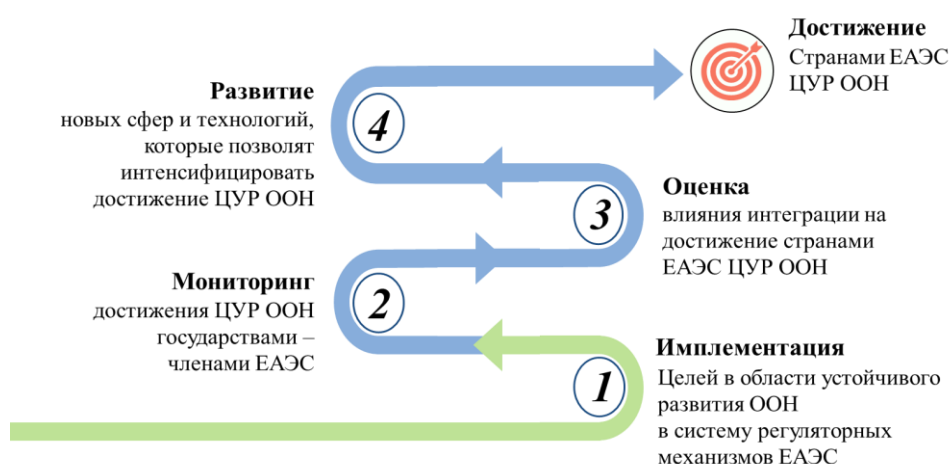 Достижение
Странами ЕАЭС
ЦУР ООН
Развитие
новых сфер и технологий,
которые позволят
интенсифицировать
достижение ЦУР ООН
4
3
Оценка
влияния интеграции на
достижение странами
ЕАЭС ЦУР ООН
Мониторинг
достижения ЦУР ООН
государствами –
членами ЕАЭС
2
1
Имплементация
Целей в области устойчивого
развития ООН
в систему регуляторных
механизмов ЕАЭС